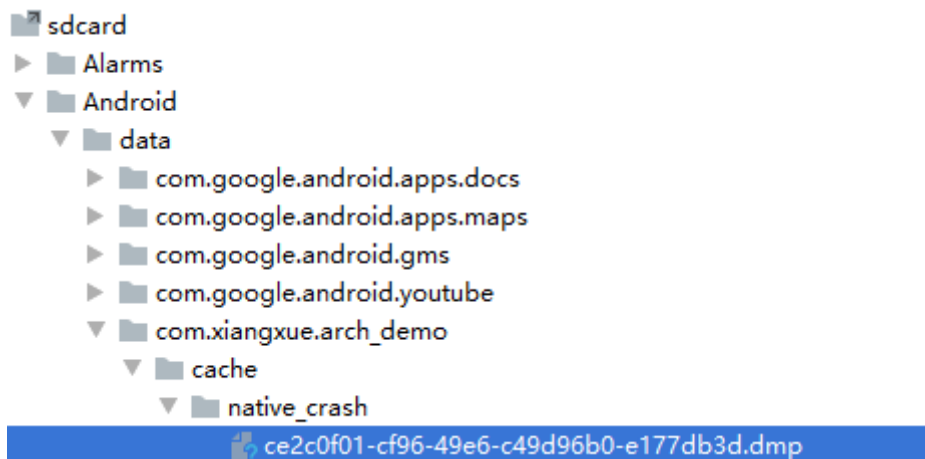 sdcard
Alarms
Android
data
com.google.android.apps.docs
com.google.android.apps.maps
com.google.android.gms
com.google.android.youtube
com.xiangxue.arch_demo
cache
native_crash
ce2c0f01-cf96-49e6-c49d96b0-e177db3d.dmp